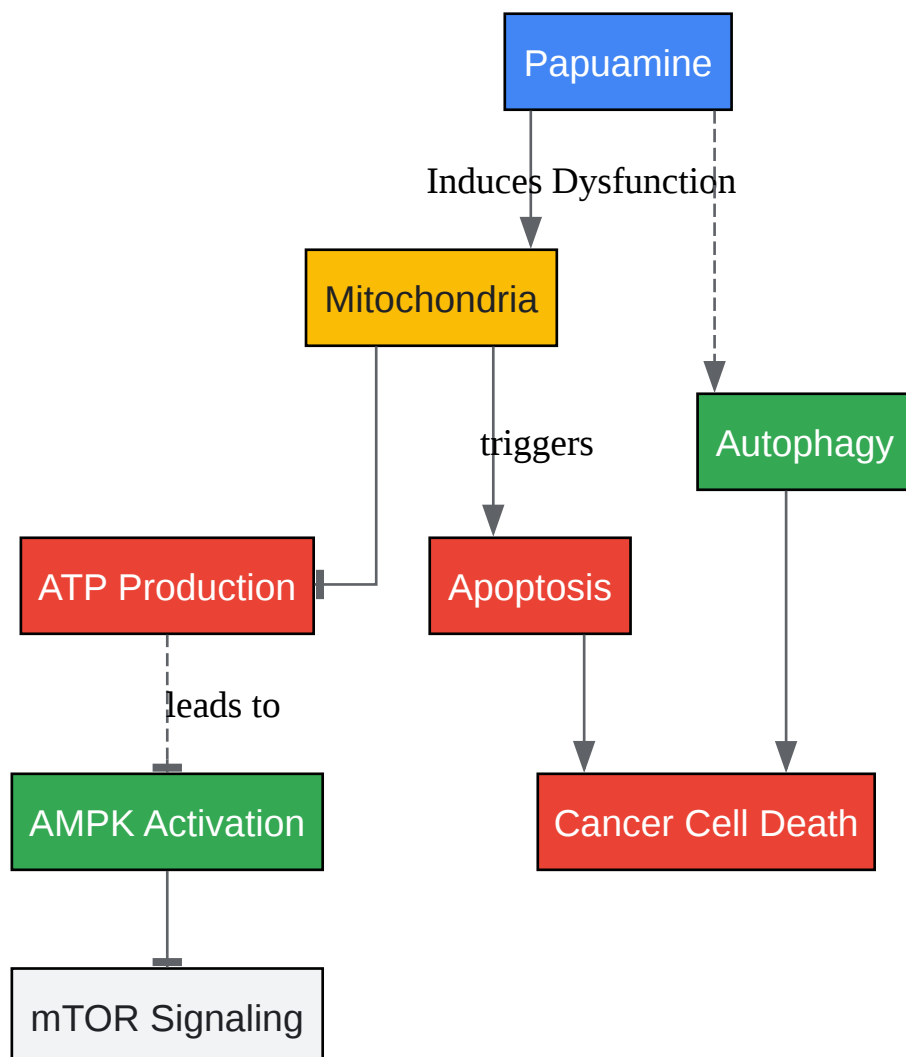 Papuamine
Induces Dysfunction
Mitochondria
triggers
Autophagy
ATP Production
Apoptosis
leads to
AMPK Activation
Cancer Cell Death
mTOR Signaling